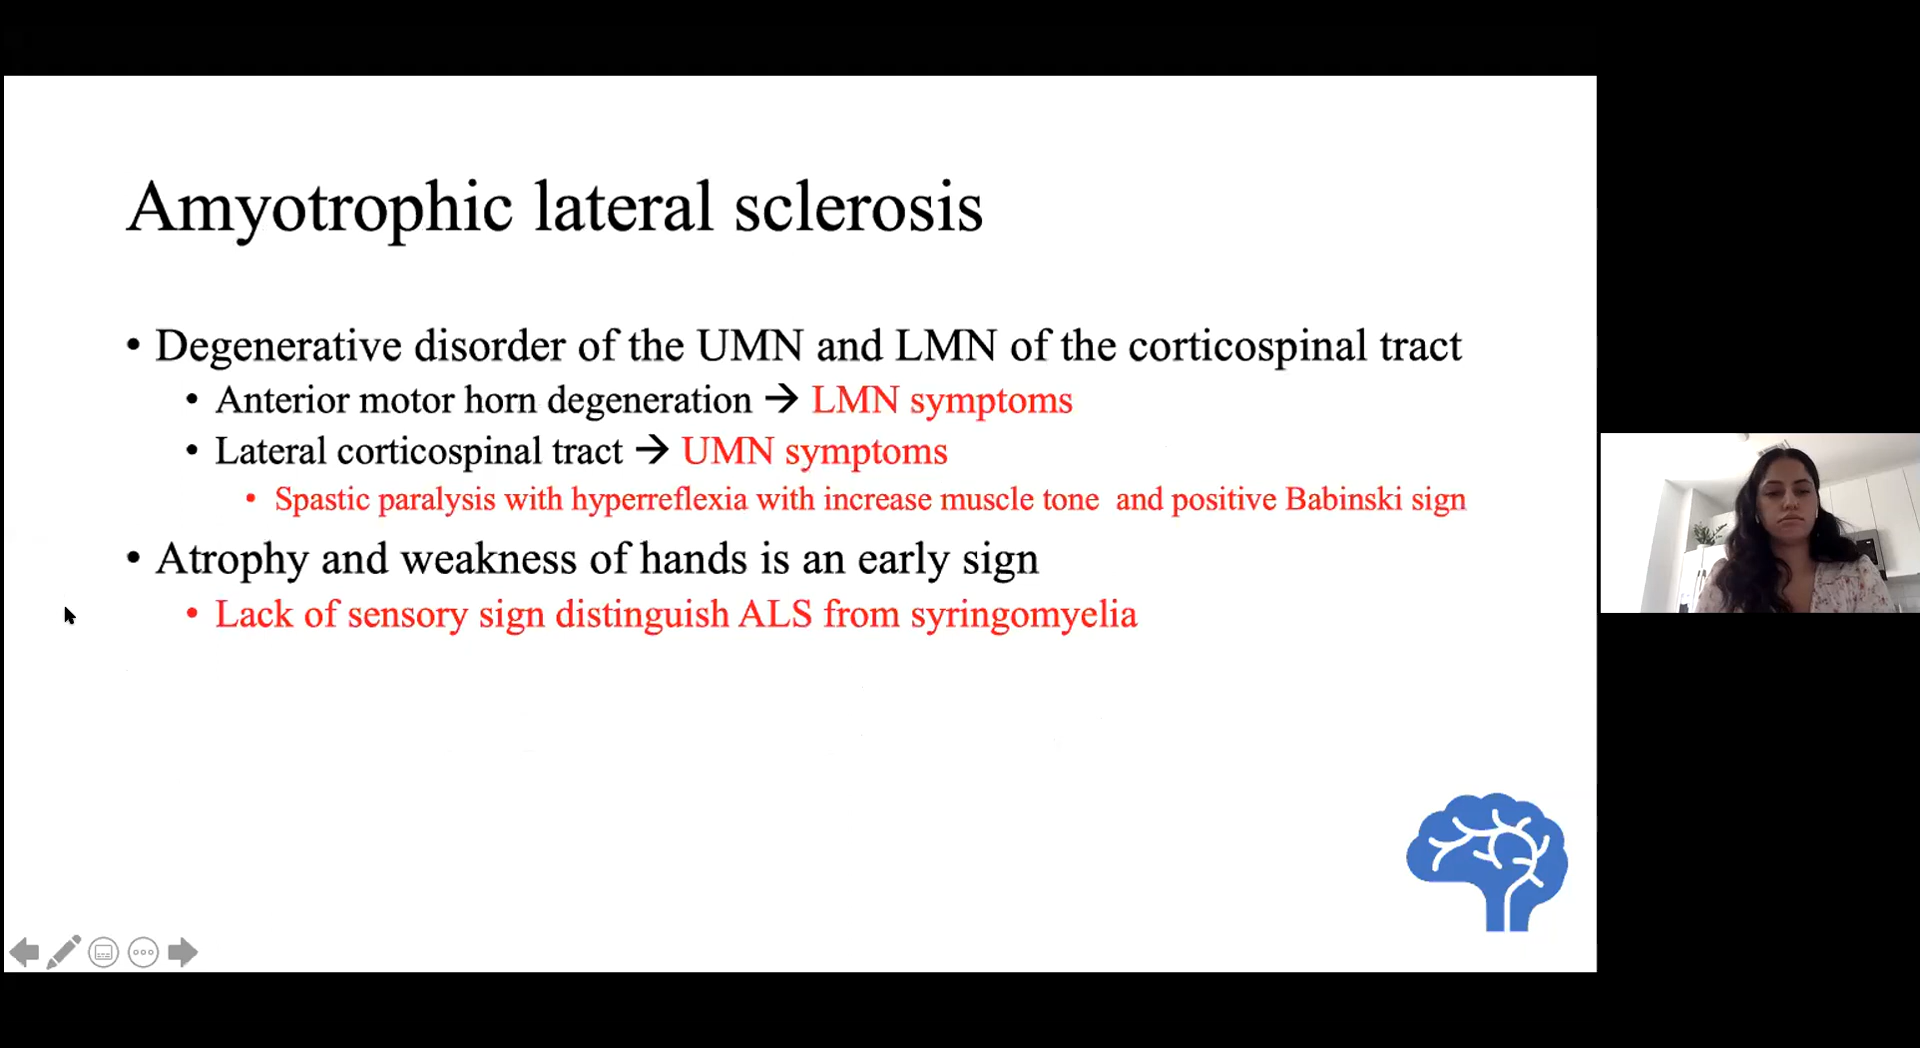 Amyotrophic lateral sclerosis
• Degenerative disorder of the UMN and LMN of the corticospinal tract
• Anterior motor horn degeneration → LMN symptoms
• Lateral corticospinal tract → UMN symptoms
• Spastic paralysis with hyperreflexia with increase muscle tone and positive Babinski sign
• Atrophy and weakness of hands is an early sign
• Lack of sensory sign distinguish ALS from syringomyelia